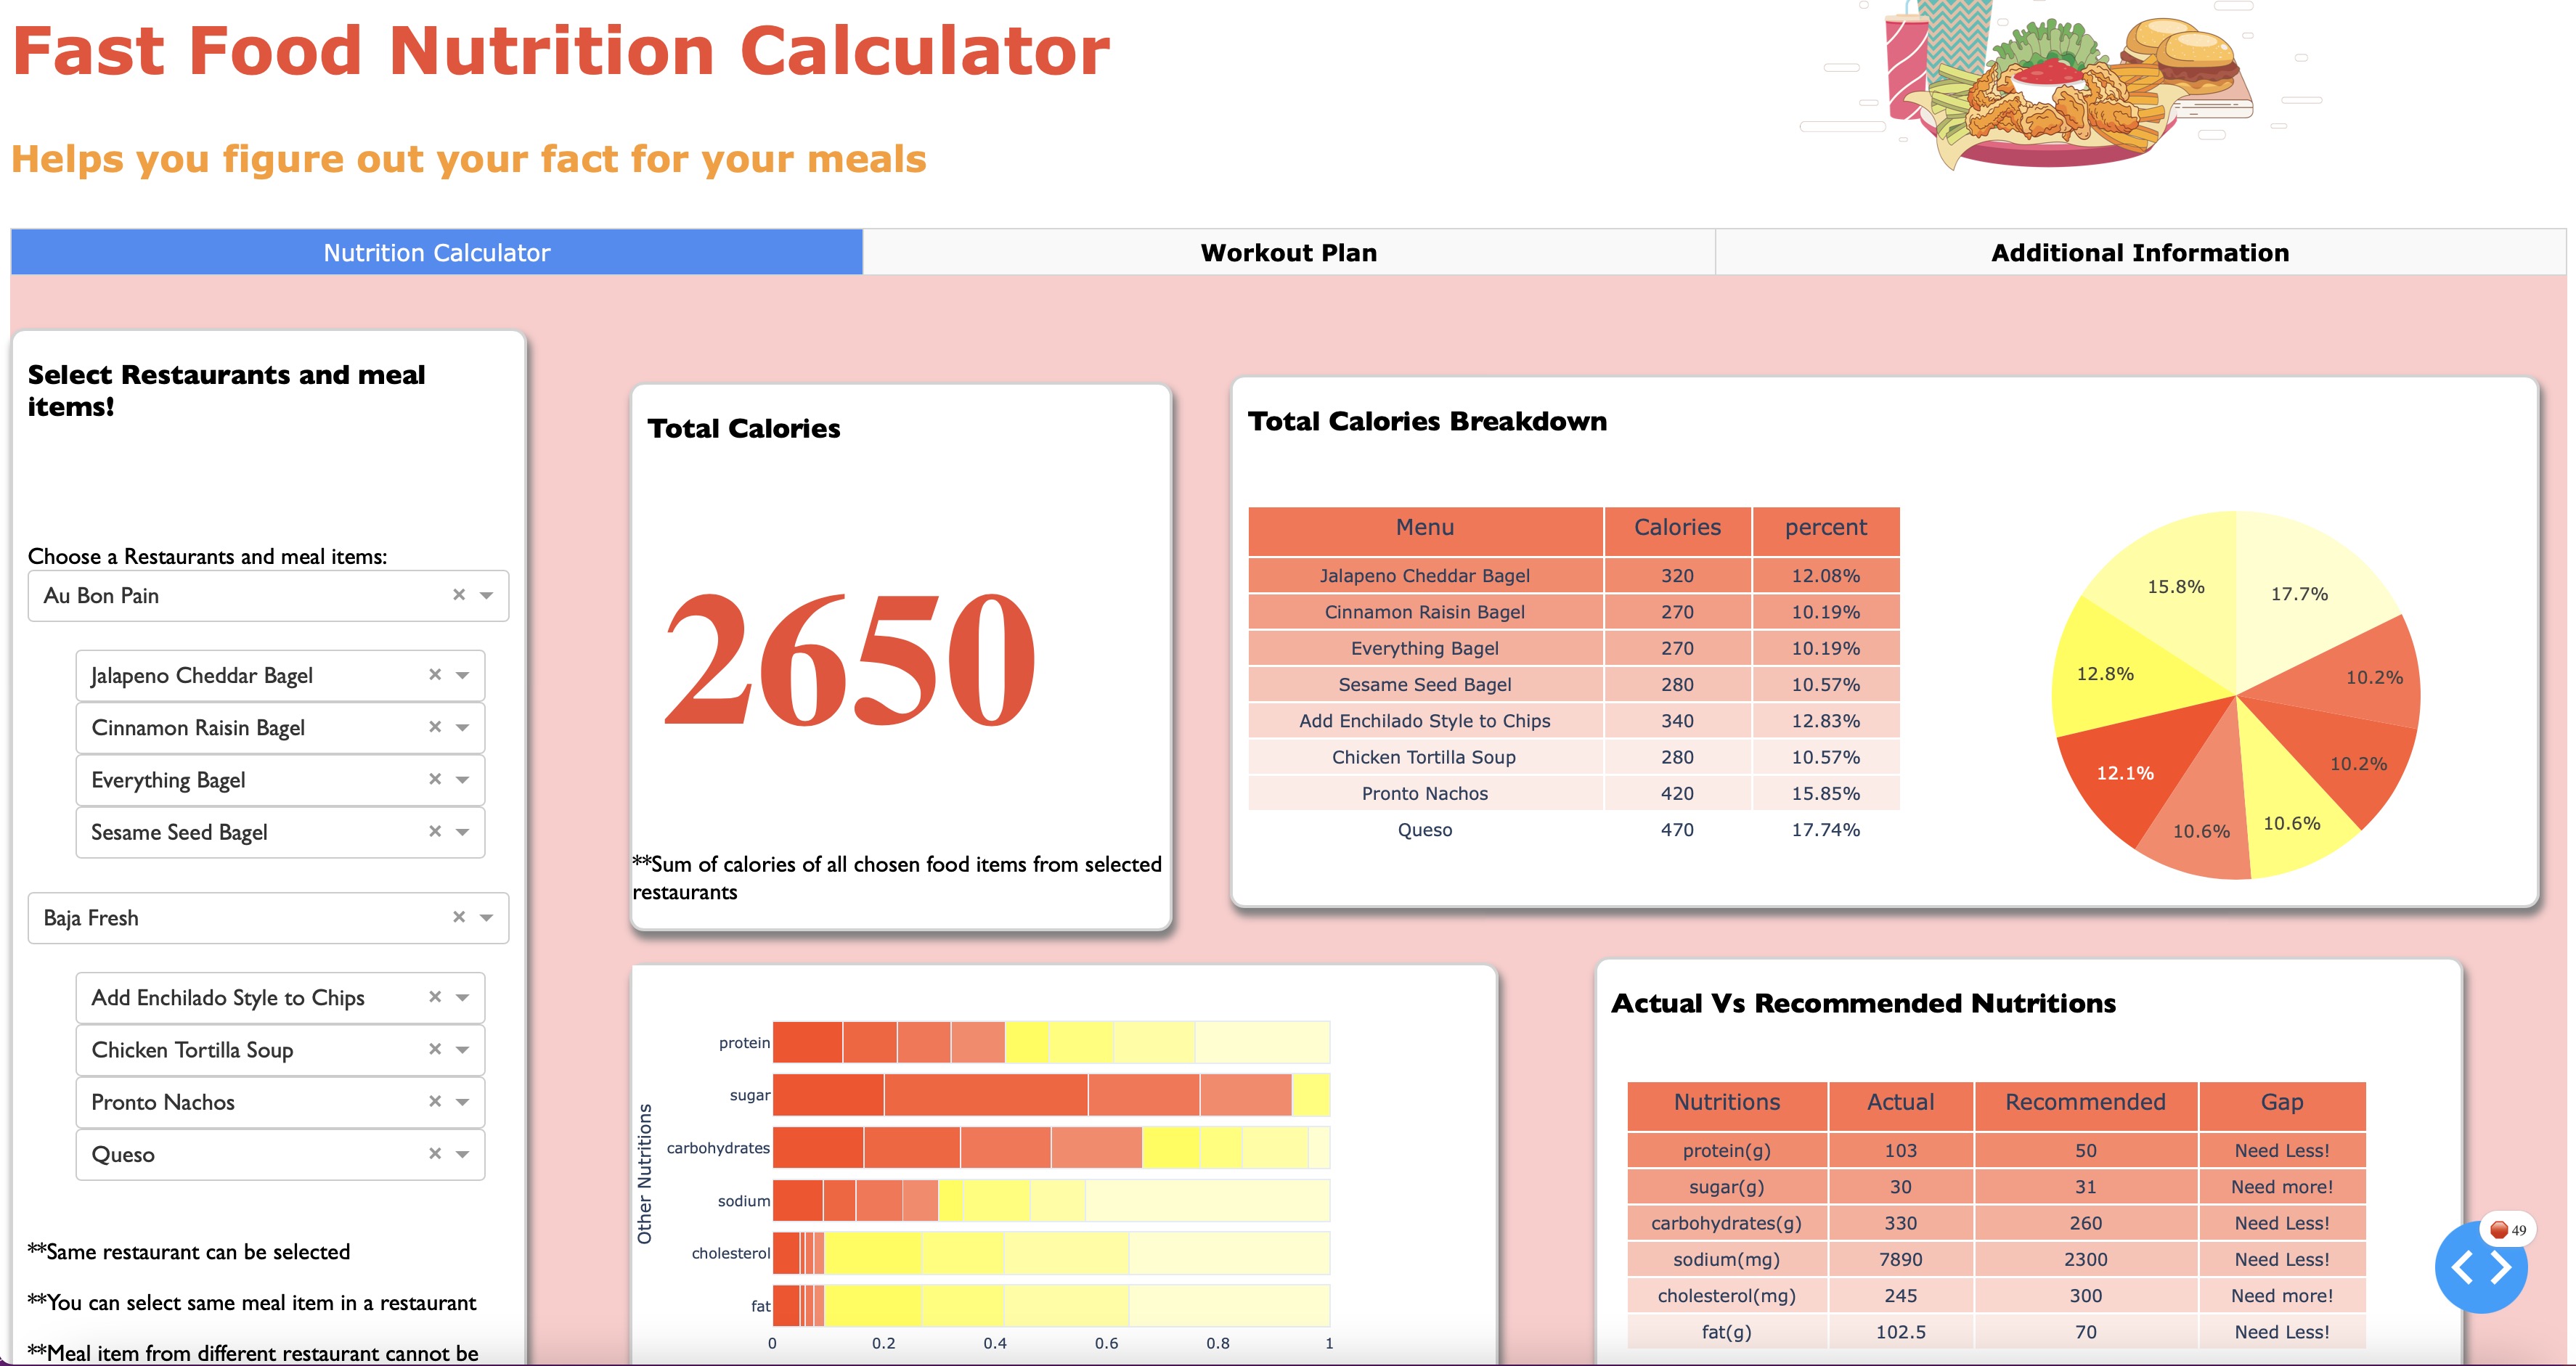 Fast Food Nutrition Calculator
Helps you figure out your fact for your meals
Nutrition Calculator
Workout Plan
Additional Information
Select Restaurants and meal
items!
Choose a Restaurants and meal items:
Au Bon Pain
Jalapeno Cheddar Bagel
Cinnamon Raisin Bagel
Everything Bagel
Sesame Seed Bagel
Baja Fresh
Add Enchilado Style to Chips
Chicken Tortilla Soup
Pronto Nachos
Queso
**Same restaurant can be selected
**You can select same meal item in a restaurant
**Meal item from different restaurant cannot be
Total Calories
2650
**Sum of calories of all chosen food items from selected
restaurants
Total Calories Breakdown
Menu Calories percent
Jalapeno Cheddar Bagel 320 12.08%
Cinnamon Raisin Bagel 270 10.19%
Everything Bagel 270 10.19%
Sesame Seed Bagel 280 10.57%
Add Enchilado Style to Chips 340 12.83%
Chicken Tortilla Soup 280 10.57%
Pronto Nachos 420 15.85%
Queso 470 17.74%
15.8%
17.7%
12.8%
10.2%
12.1%
10.2%
10.6%
10.6%
Other Nutritions
protein
sugar
carbohydrates
sodium
cholesterol
fat
0 0.2 0.4 0.6 0.8 1
Actual Vs Recommended Nutritions
Nutritions Actual Recommended Gap
protein(g) 103 50 Need Less!
sugar(g) 30 31 Need more!
carbohydrates(g) 330 260 Need Less!
sodium(mg) 7890 2300 Need Less!
cholesterol(mg) 245 300 Need more!
fat(g) 102.5 70 Need Less!
49